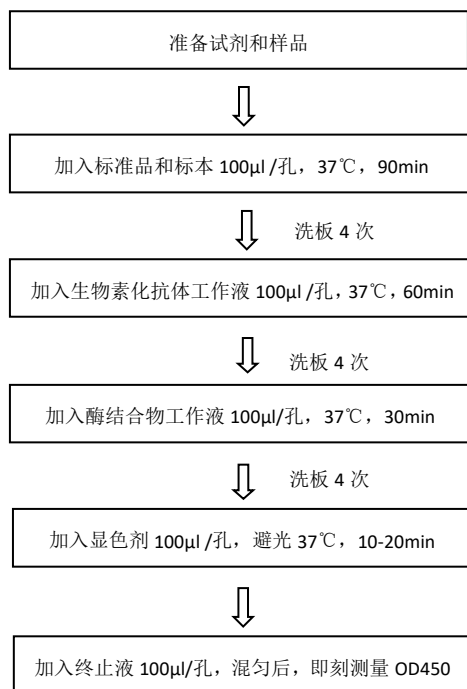 准备试剂和样品
加入标准品和标本 100μl /孔，37℃，90min
洗板 4 次
加入生物素化抗体工作液 100μl /孔，37℃，60min
洗板 4 次
加入酶结合物工作液 100μl/孔，37℃，30min
洗板 4 次
加入显色剂 100μl /孔，避光 37℃，10-20min
加入终止液 100μl/孔，混匀后，即刻测量 OD450